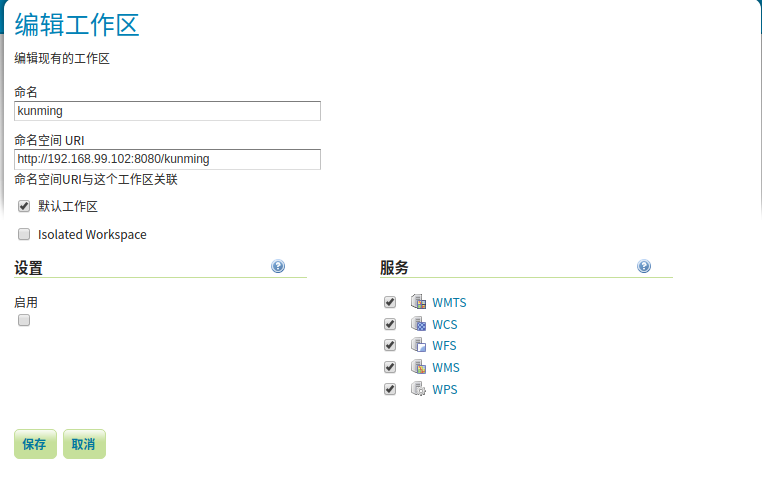 编辑工作区
编辑现有的工作区
命名
kunming
命名空间 URI
http://192.168.99.102:8080/kunming
命名空间URI与这个工作区关联
默认工作区
Isolated Workspace
设置
启用
服务
WMTS
WCS
WFS
WMS
WPS
保存 取消